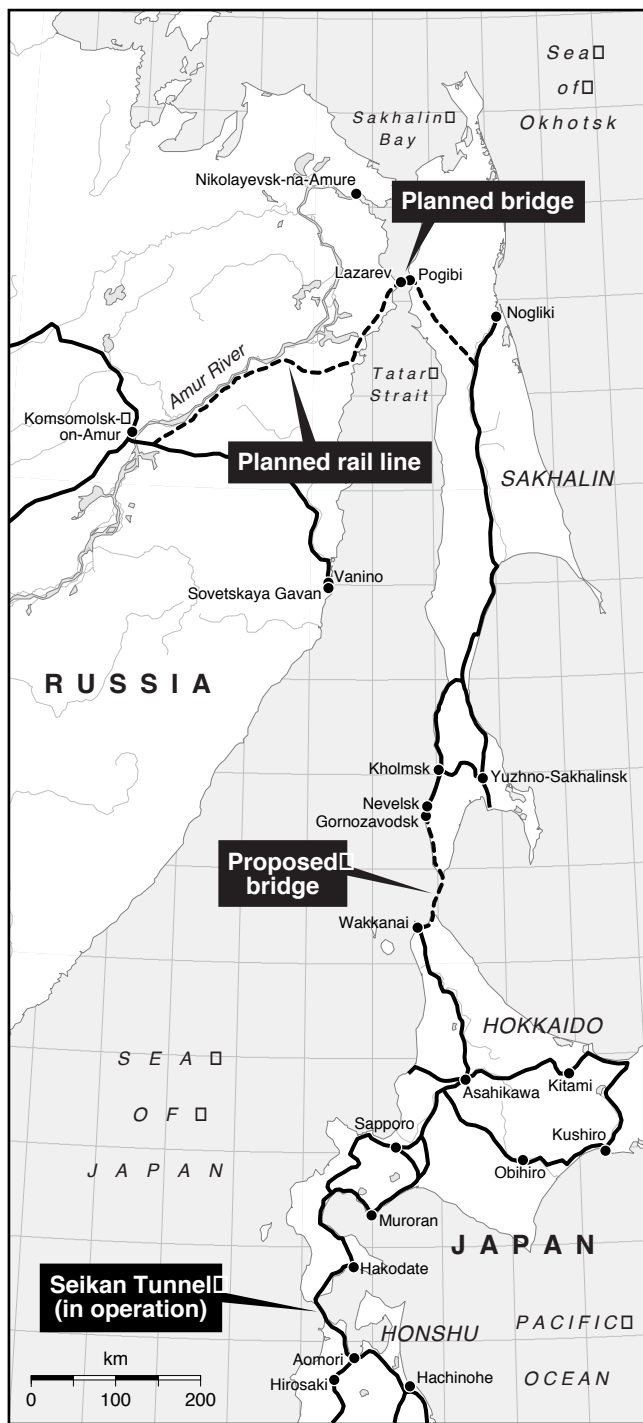 Sea
of
Okhotsk
Sakhalin
Bay
Nikolayevsk-na-Amure
Planned bridge
Lazarev
Pogibi
Nogliki
Amur River
Tatar
Strait
Komsomolsk-
on-Amur
Planned rail line
SAKHALIN
Vanino
Sovetskaya Gavan
RUSSIA
Kholmsk
Yuzhno-Sakhalinsk
Nevelsk
Gornozavodsk
Proposed
bridge
Wakkanai
HOKKAIDO
SEA
OF
JAPAN
Asahikawa
Kitami
Sapporo
Kushiro
Obihiro
Muroran
JAPAN
Hakodate
Seikan Tunnel
(in operation)
HONSHU
PACIFIC
OCEAN
Aomori
Hirosaki
Hachinohe
km
0 100 200